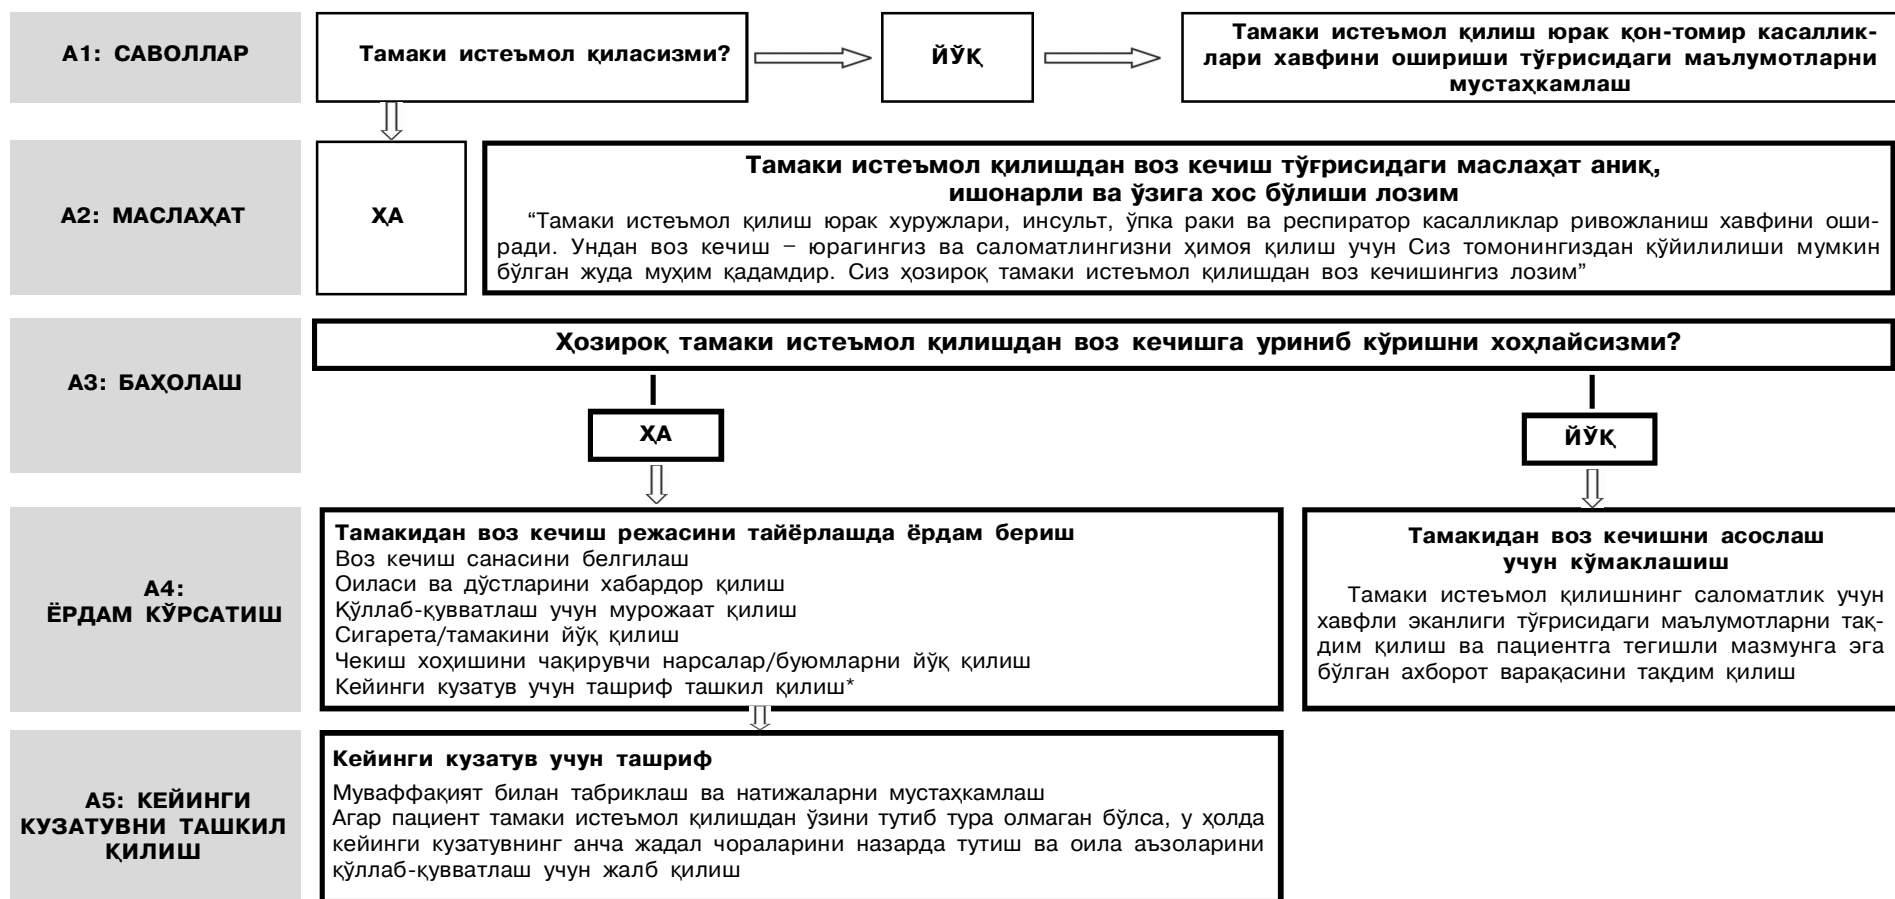 А1: САВОЛЛАР
Тамаки истеъмол қиласизми?
ЙЎҚ
Тамаки истеъмол қилиш юрак қон-томир касаллик-
лари хавфини ошириши тўғрисидаги маълумотларни
мустаҳкамлаш
А2: МАСЛАҲАТ
ҲА
Тамаки истеъмол қилишдан воз кечиш тўғрисидаги маслаҳат аниқ,
ишонарли ва ўзига хос бўлиши лозим
“Тамаки истеъмол қилиш юрак хуружлари, инсульт, ўпка раки ва респиратор касалликлар ривожланиш хавфини оши-
ради. Ундан воз кечиш – юрагингиз ва саломатлингизни ҳимоя қилиш учун Сиз томонингиздан қўйилилиши мумкин
бўлган жуда муҳим қадамдир. Сиз ҳозироқ тамаки истеъмол қилишдан воз кечишингиз лозим”
А3: БАҲОЛАШ
Ҳозироқ тамаки истеъмол қилишдан воз кечишга уриниб кўришни хоҳлайсизми?
ҲА
ЙЎҚ
А4:
ЁРДАМ КЎРСАТИШ
Тамакидан воз кечиш режасини тайёрлашда ёрдам бериш
Воз кечиш санасини белгилаш
Оиласи ва дўстларини хабардор қилиш
Қўллаб-қувватлаш учун мурожаат қилиш
Сигарета/тамакини йўқ қилиш
Чекиш хоҳишини чақирувчи нарсалар/буюмларни йўқ қилиш
Кейинги кузатув учун ташриф ташкил қилиш*
Тамакидан воз кечишни асослаш
учун кўмаклашиш
Тамаки истеъмол қилишнинг саломатлик учун
хавфли эканлиги тўғрисидаги маълумотларни тақ-
дим қилиш ва пациентга тегишли мазмунга эга
бўлган ахборот варақасини тақдим қилиш
А5: КЕЙИНГИ
КУЗАТУВНИ ТАШКИЛ
ҚИЛИШ
Кейинги кузатув учун ташриф
Муваффақият билан табриклаш ва натижаларни мустаҳкамлаш
Агар пациент тамаки истеъмол қилишдан ўзини тутиб тура олмаган бўлса, у ҳолда
кейинги кузатувнинг анча жадал чораларини назарда тутиш ва оила аъзоларини
қўллаб-қувватлаш учун жалб қилиш